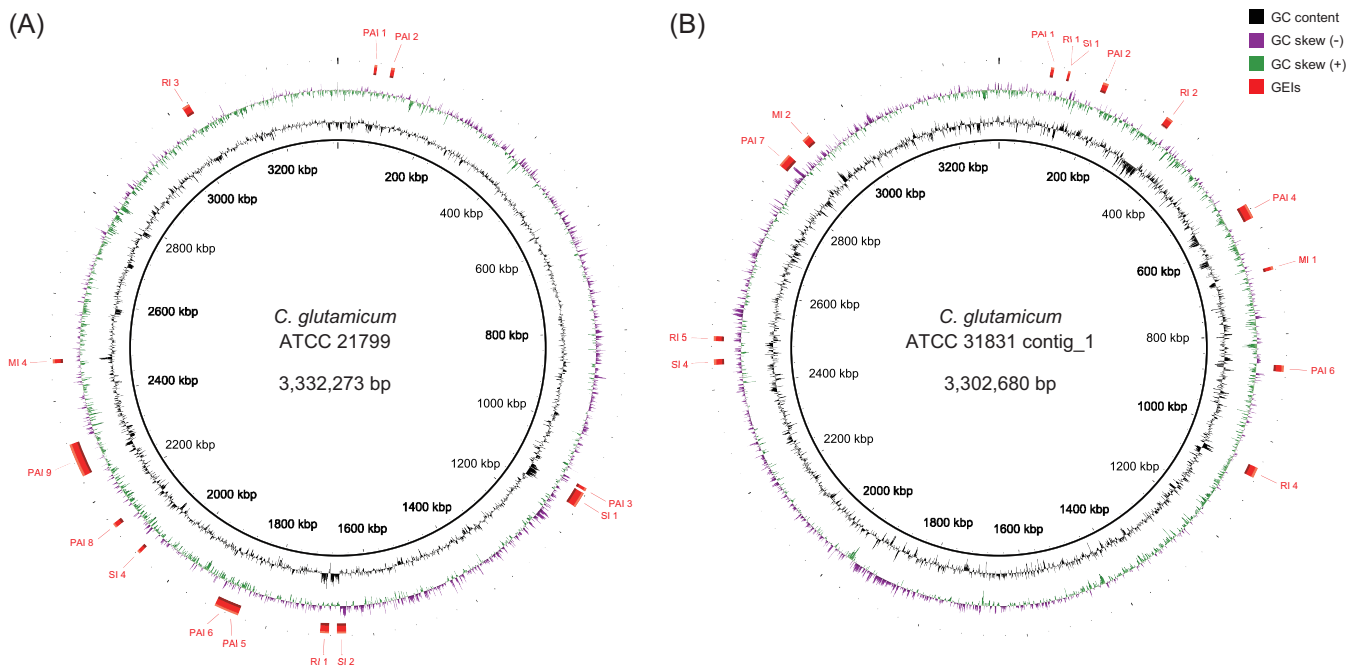 (A)
PAI 1
PAI 2
RI 3
3200 kbp
200 kbp
3000 kbp
400 kbp
2800 kbp
600 kbp
2600 kbp
800 kbp
C. glutamicum
ATCC 21799
3,332,273 bp
MI 4
2400 kbp
1000 kbp
2200 kbp
1200 kbp
PAI 9
2000 kbp
1400 kbp
1800 kbp
1600 kbp
PAI 3
SI 1
PAI 8
SI 4
PAI 6
PAI 5
RI 1
SI 2
(B)
GC content
GC skew (-)
GC skew (+)
GEIs
PAI 1
RI 1
SI 1
PAI 2
RI 2
MI 2
PAI 7
3200 kbp
200 kbp
3000 kbp
400 kbp
PAI 4
2800 kbp
600 kbp
MI 1
2600 kbp
800 kbp
C. glutamicum
ATCC 31831 contig_1
3,302,680 bp
RI 5
SI 4
PAI 6
2400 kbp
1000 kbp
2200 kbp
1200 kbp
RI 4
2000 kbp
1400 kbp
1800 kbp
1600 kbp